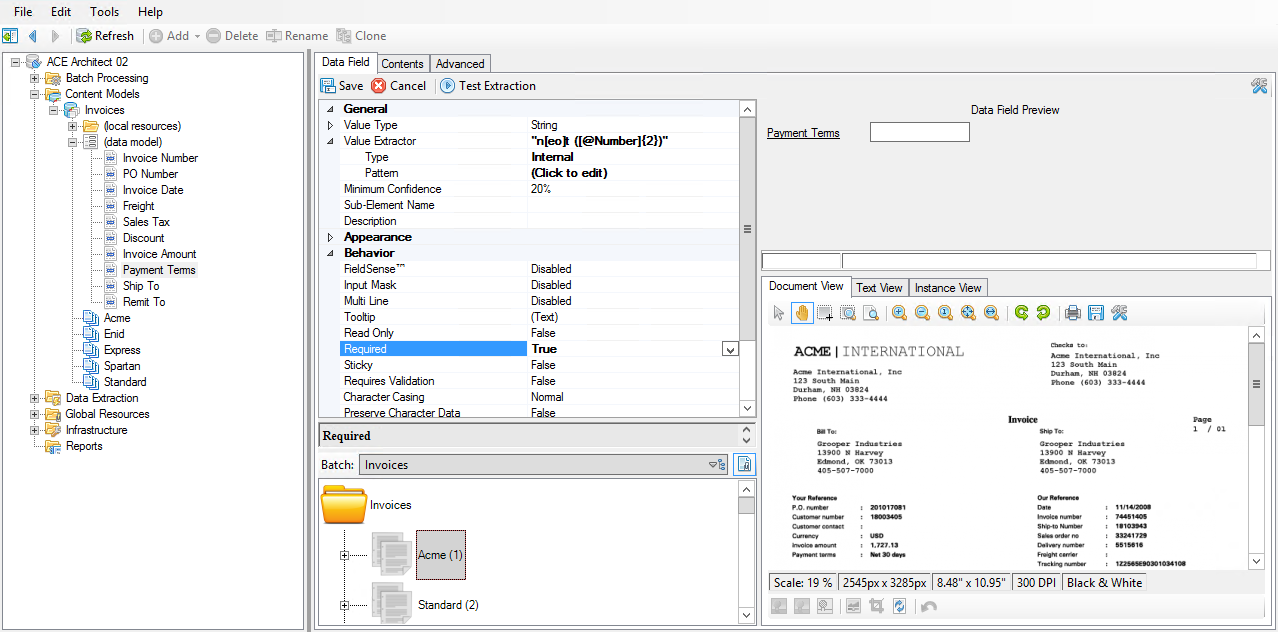 File Edit Tools Help
Refresh Add Delete Rename Clone
ACE Architect 02
Batch Processing
Content Models
Invoices
(local resources)
(data model)
Invoice Number
PO Number
Invoice Date
Freight
Sales Tax
Discount
Invoice Amount
Payment Terms
Ship To
Remit To
Acme
Enid
Express
Spartan
Standard
Data Extraction
Global Resources
Infrastructure
Reports
Data Field Contents Advanced
Save Cancel Test Extraction
General
Value Type String
Value Extractor "n[eo]t ([@Number]{2})"
Type Internal
Pattern (Click to edit)
Minimum Confidence 20%
Sub-Element Name
Description
Appearance
Behavior
FieldSense™ Disabled
Input Mask Disabled
Multi Line Disabled
Tooltip (Text)
Read Only False
Required True
Sticky False
Requires Validation False
Character Casing Normal
Preserve Character Data False
Required
Batch: Invoices
Invoices
Acme (1)
Standard (2)
Data Field Preview
Payment Terms
Document View Text View Instance View
ACME | INTERNATIONAL
Acme International, Inc
123 South Main
Durham, NH 03824
Phone (603) 333-4444
Checks to:
Acme International, Inc
123 South Main
Durham, NH 03824
Phone (603) 333-4444
Invoice
Page
1 / 01
Bill To:
Grooper Industries
13900 N Harvey
Edmond, OK 73013
405-507-7000
Ship To:
Grooper Industries
13900 N Harvey
Edmond, OK 73013
405-507-7000
Your Reference
P.O. number : 201017081
Customer number : 18003405
Customer contact :
Currency : USD
Invoice amount : 1,727.13
Payment terms : Net 30 days
Our Reference
Date : 11/14/2008
Invoice number : 74451405
Ship-to Number : 18103943
Sales order no : 33241729
Delivery number : 5515616
Freight carrier :
Tracking number : 1Z2565E90301034108
Scale: 19 % 2545px x 3285px 8.48" x 10.95" 300 DPI Black & White